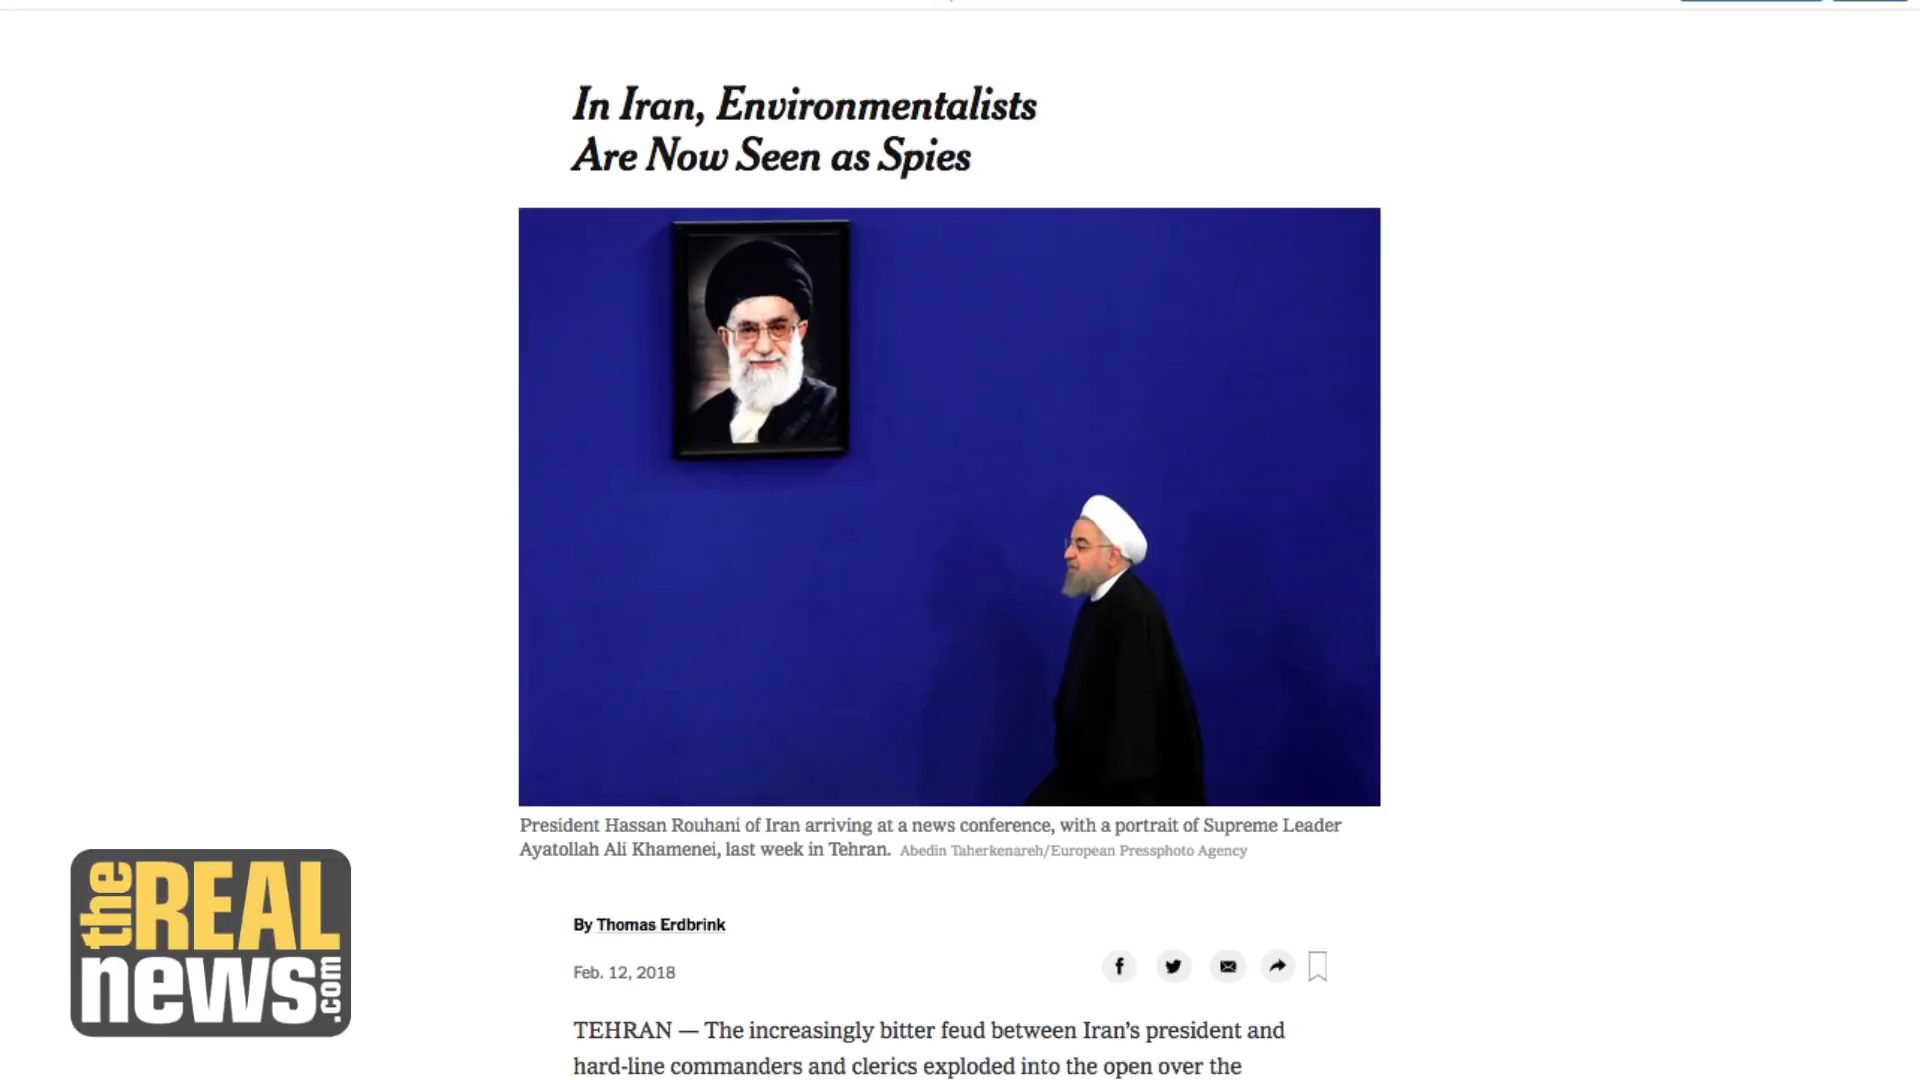 In Iran, Environmentalists
Are Now Seen as Spies
President Hassan Rouhani of Iran arriving at a news conference, with a portrait of Supreme Leader
Ayatollah Ali Khamenei, last week in Tehran. Abedin Taherkenareh/European Pressphoto Agency
By Thomas Erdbrink
Feb. 12, 2018
TEHRAN — The increasingly bitter feud between Iran's president and
hard-line commanders and clerics exploded into the open over the
the REAL
news.com